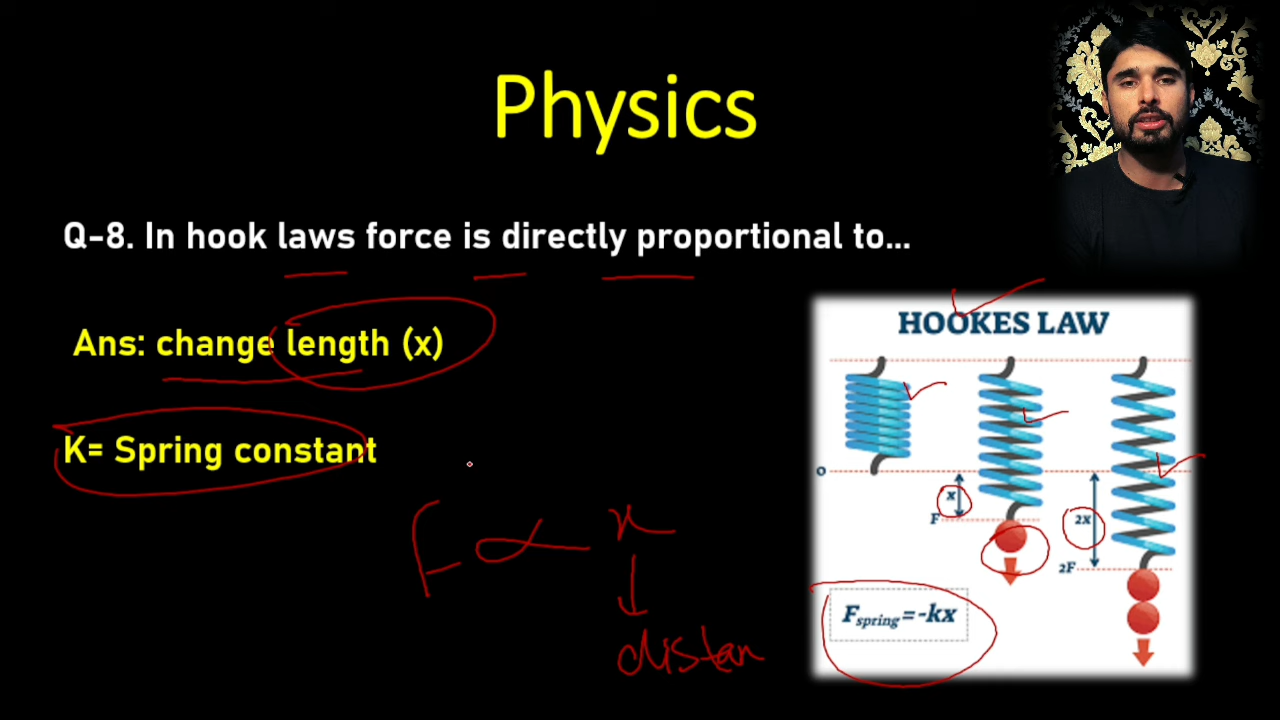 Physics
Q-8. In hook laws force is directly proportional to...
Ans: change length (x)
K= Spring constant
F ∝ x
distan
HOOKES LAW
O
x
F
2x
2F
Fspring=-kx